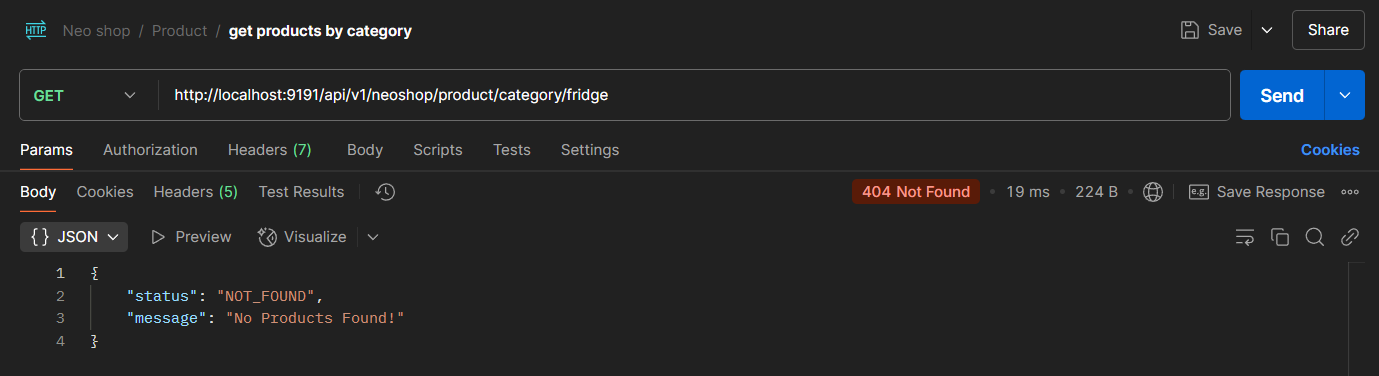 HTTP Neo shop / Product / get products by category Save Share
GET http://localhost:9191/api/v1/neoshop/product/category/fridge Send
Params Authorization Headers (7) Body Scripts Tests Settings Cookies
Body Cookies Headers (5) Test Results 404 Not Found • 19 ms • 224 B • e.g. Save Response
{} JSON Preview Visualize
1 {
2 "status": "NOT_FOUND",
3 "message": "No Products Found!"
4 }